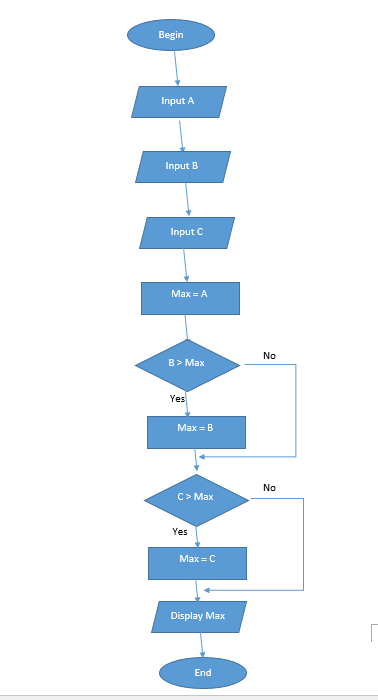 Begin
Input A
Input B
Input C
Max = A
B > Max
No
Yes
Max = B
C > Max
No
Yes
Max = C
Display Max
End